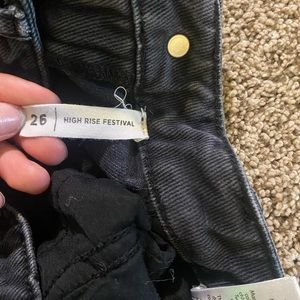 26 | HIGH RISE FESTIVAL